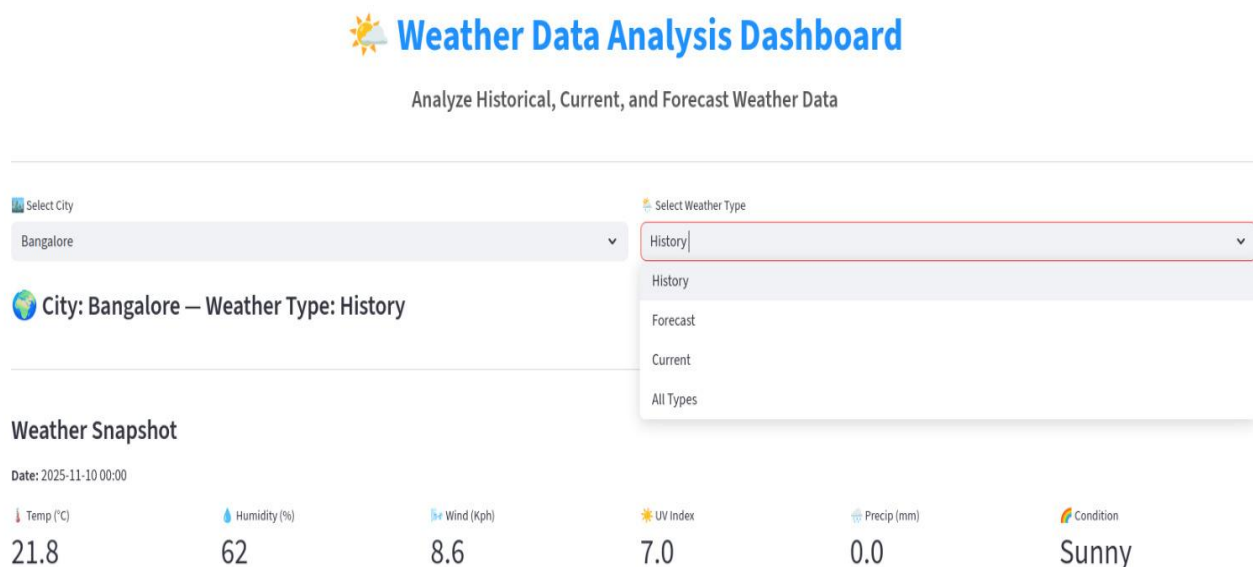 Weather Data Analysis Dashboard
Analyze Historical, Current, and Forecast Weather Data
Select City
Select Weather Type
Bangalore
History
History
Forecast
Current
All Types
City: Bangalore — Weather Type: History
Weather Snapshot
Date: 2025-11-10 00:00
Temp (°C) Humidity (%) Wind (Kph) UV Index Precip (mm) Condition
21.8 62 8.6 7.0 0.0 Sunny